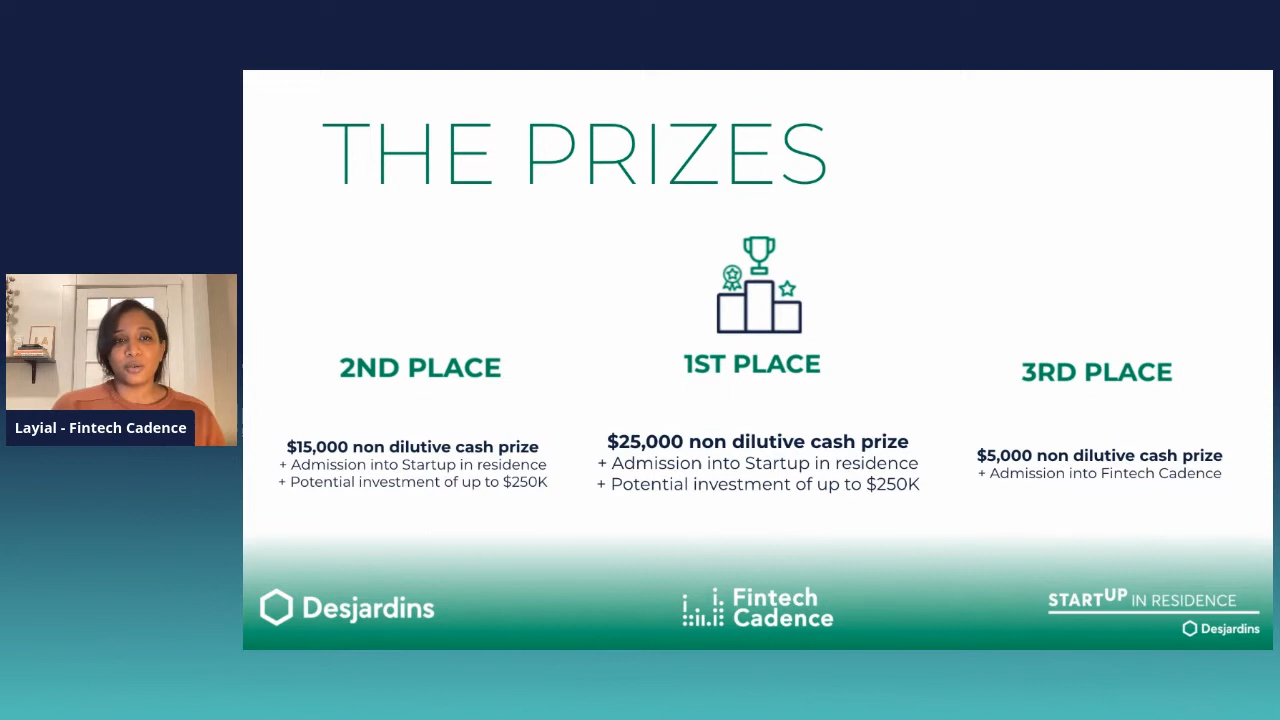 THE PRIZES
2ND PLACE
$15,000 non dilutive cash prize
+ Admission into Startup in residence
+ Potential investment of up to $250K
1ST PLACE
$25,000 non dilutive cash prize
+ Admission into Startup in residence
+ Potential investment of up to $250K
3RD PLACE
$5,000 non dilutive cash prize
+ Admission into Fintech Cadence
Layial - Fintech Cadence
Desjardins
Fintech
Cadence
STARTUP IN RESIDENCE
Desjardins